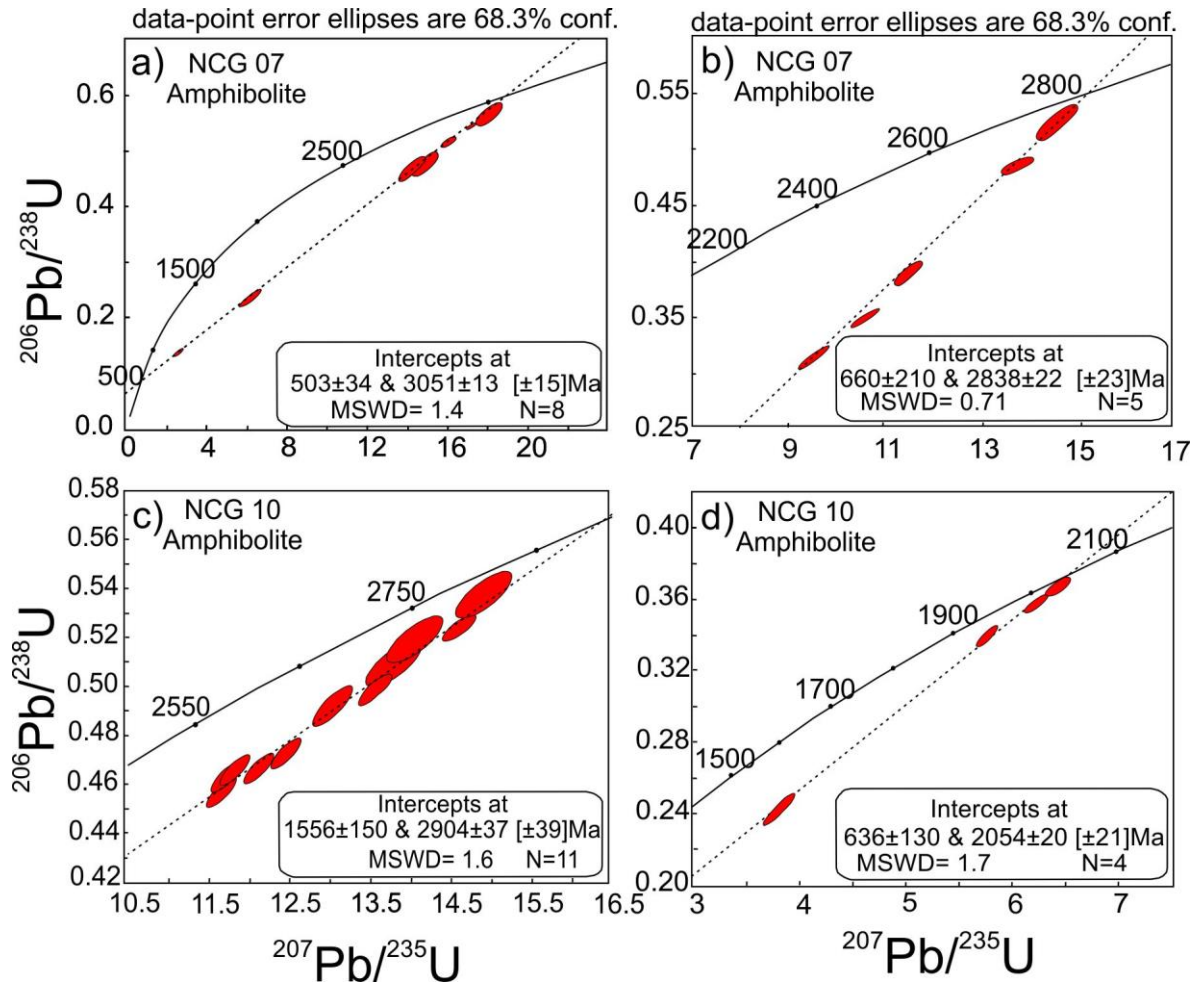 data-point error ellipses are 68.3% conf.
data-point error ellipses are 68.3% conf.
a)
NCG 07
Amphibolite
0.6
0.4
0.2
0.0
500
1500
2500
Intercepts at
503±34 & 3051±13 [±15]Ma
MSWD= 1.4 N=8
0 4 8 12 16 20
b)
NCG 07
Amphibolite
0.55
0.45
0.35
0.25
2200
2400
2600
2800
Intercepts at
660±210 & 2838±22 [±23]Ma
MSWD= 0.71 N=5
7 9 11 13 15 17
²⁰⁶Pb/²³⁸U
c)
NCG 10
Amphibolite
0.58
0.56
0.54
0.52
0.50
0.48
0.46
0.44
0.42
2550
2750
Intercepts at
1556±150 & 2904±37 [±39]Ma
MSWD= 1.6 N=11
10.5 11.5 12.5 13.5 14.5 15.5 16.5
d)
NCG 10
Amphibolite
0.40
0.36
0.32
0.28
0.24
0.20
1500
1700
1900
2100
Intercepts at
636±130 & 2054±20 [±21]Ma
MSWD= 1.7 N=4
3 4 5 6 7
²⁰⁶Pb/²³⁸U
²⁰⁷Pb/²³⁵U
²⁰⁷Pb/²³⁵U